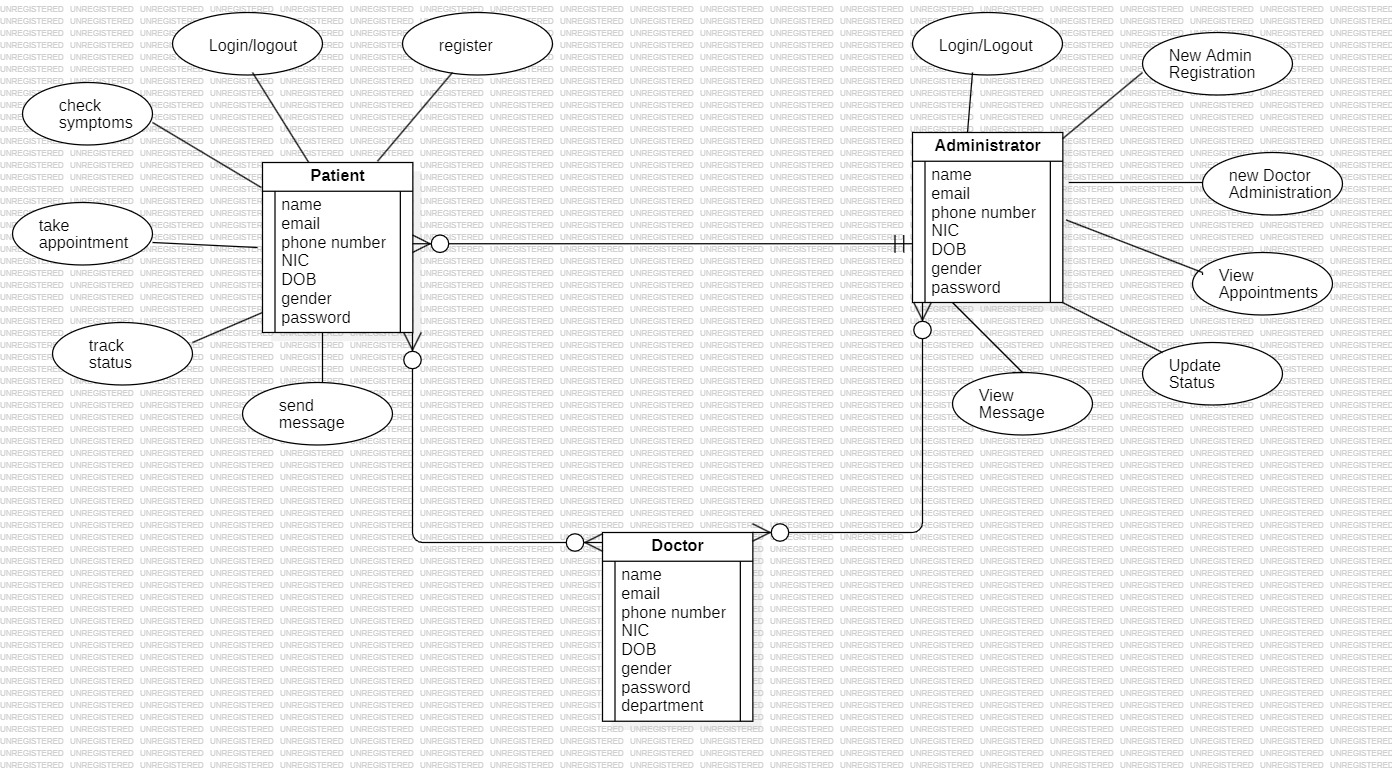 Login/logout
register
check
symptoms
take
appointment
track
status
send
message
Patient
name
email
phone number
NIC
DOB
gender
password
Login/Logout
New Admin
Registration
new Doctor
Administration
View
Appointments
Update
Status
View
Message
Administrator
name
email
phone number
NIC
DOB
gender
password
Doctor
name
email
phone number
NIC
DOB
gender
password
department
UNREGISTERED